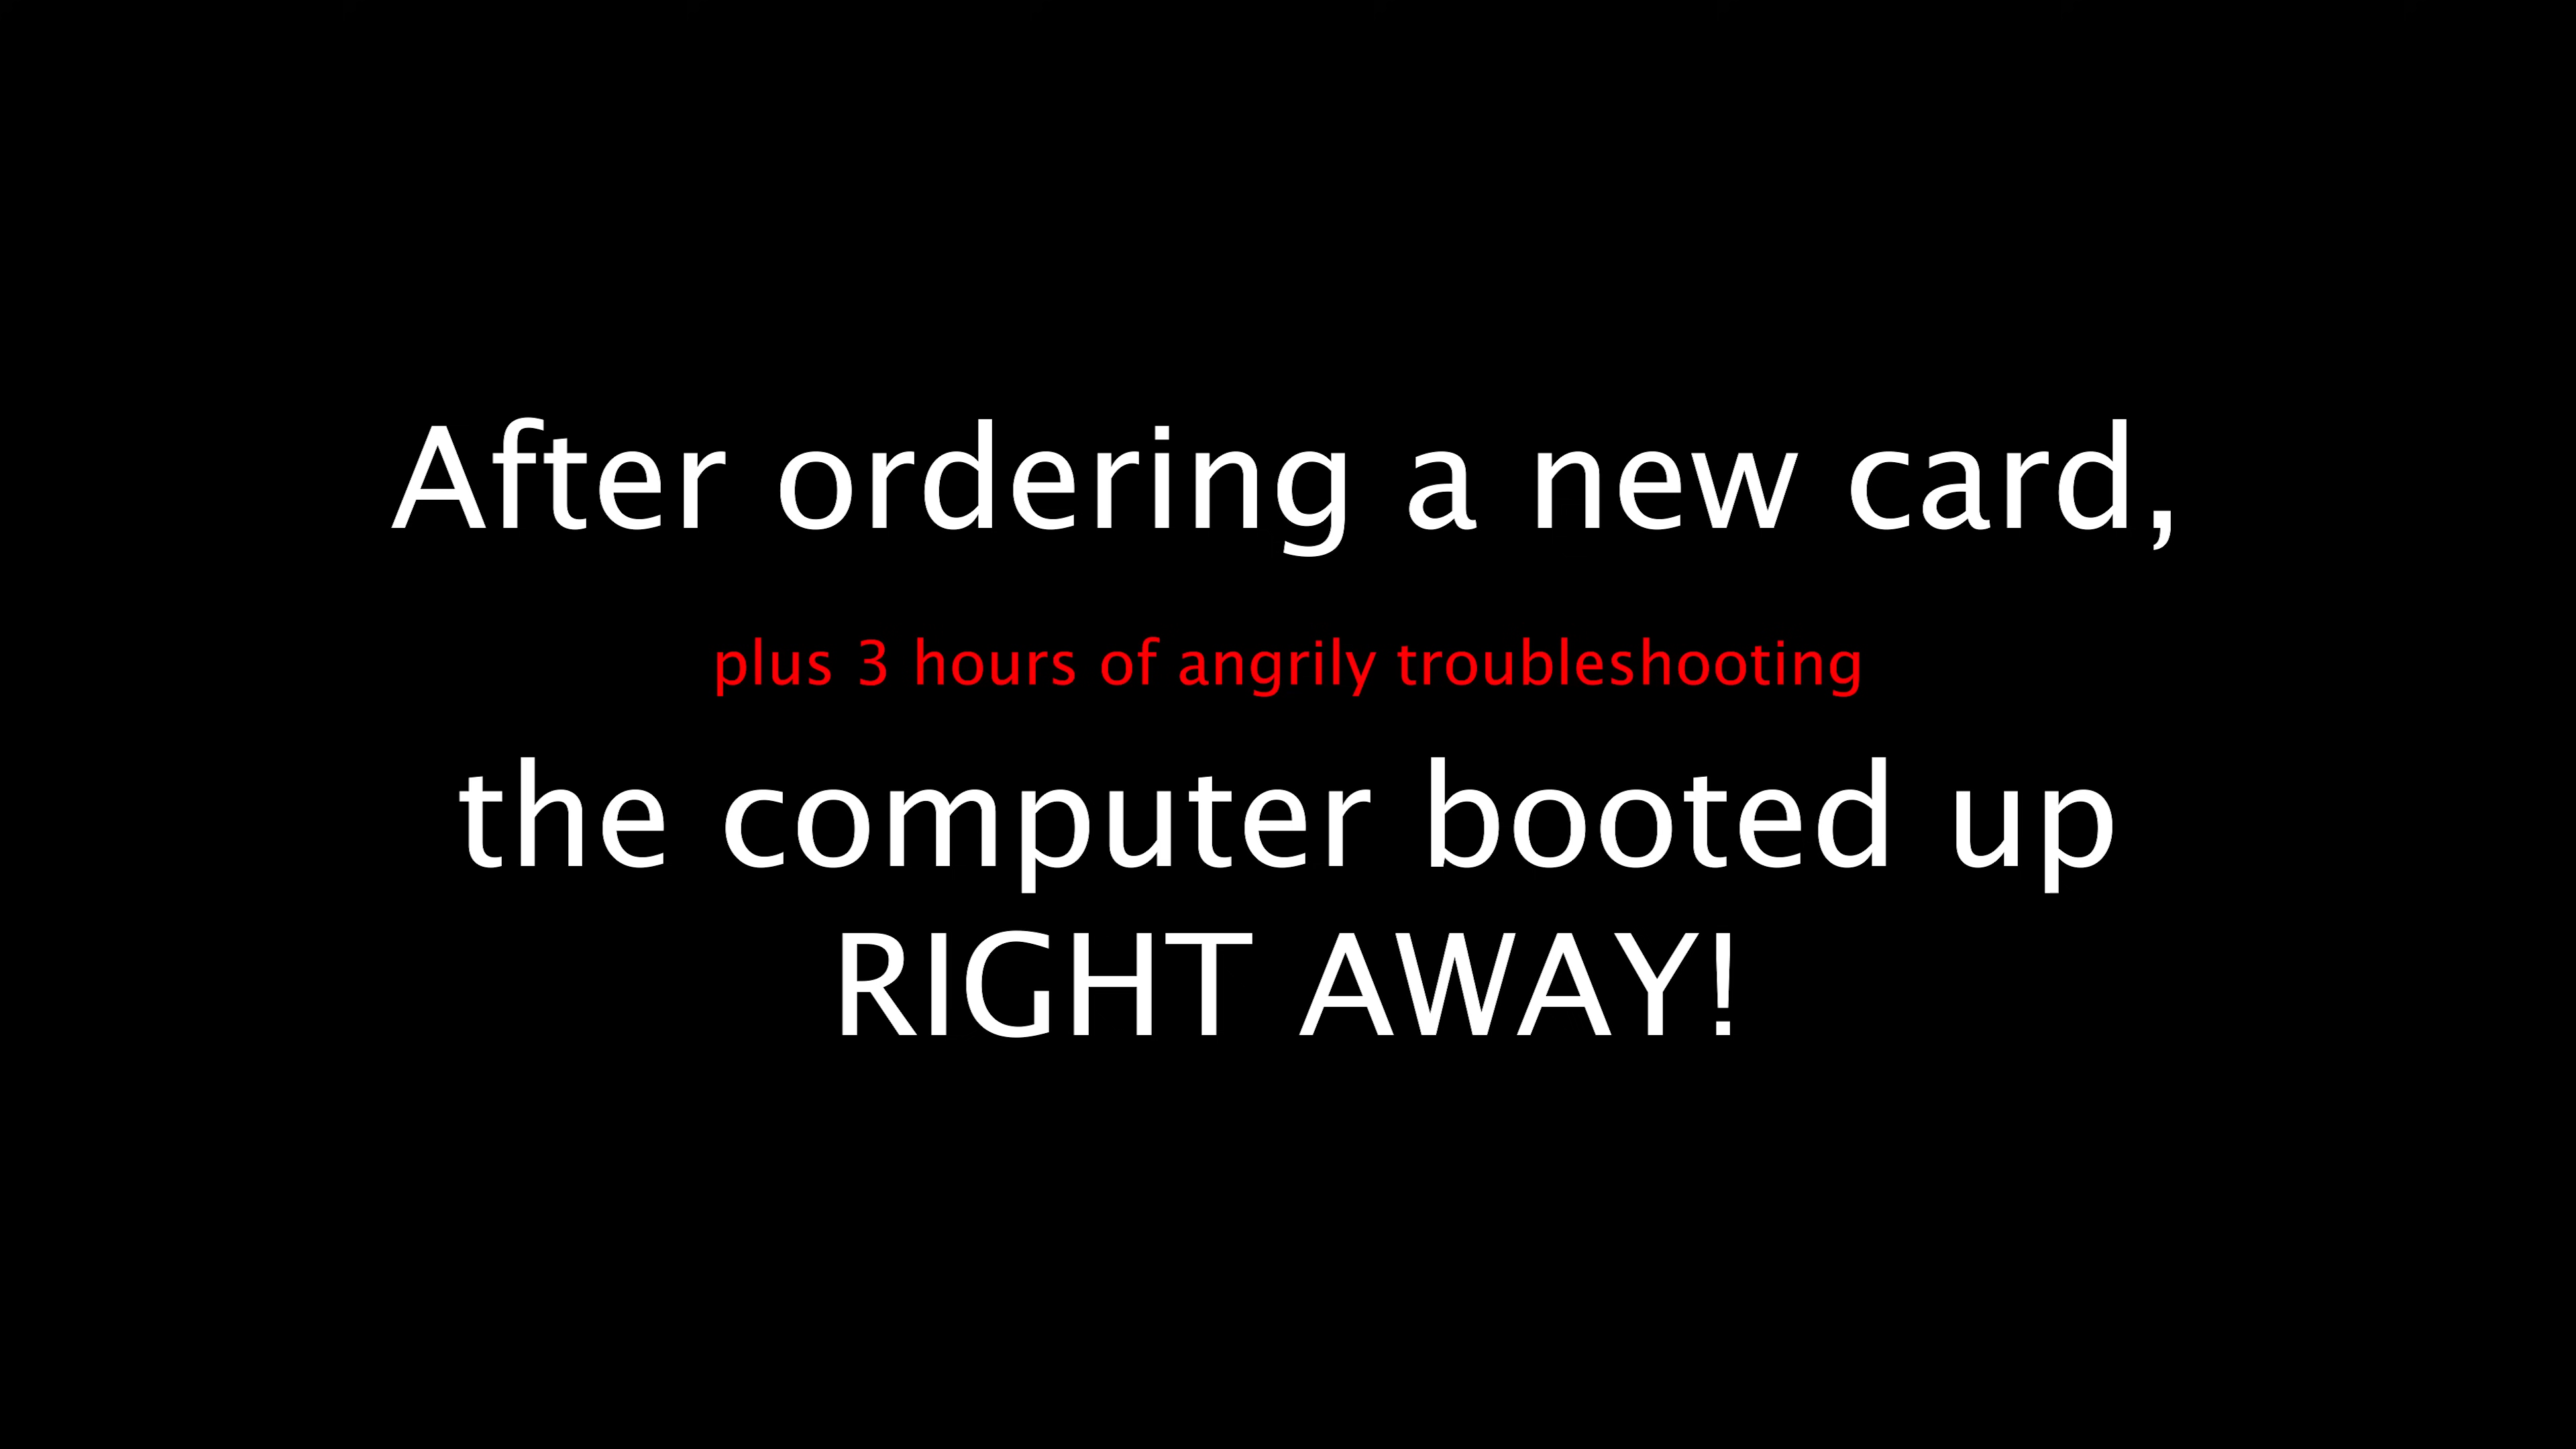 After ordering a new card,
plus 3 hours of angrily troubleshooting
the computer booted up
RIGHT AWAY!